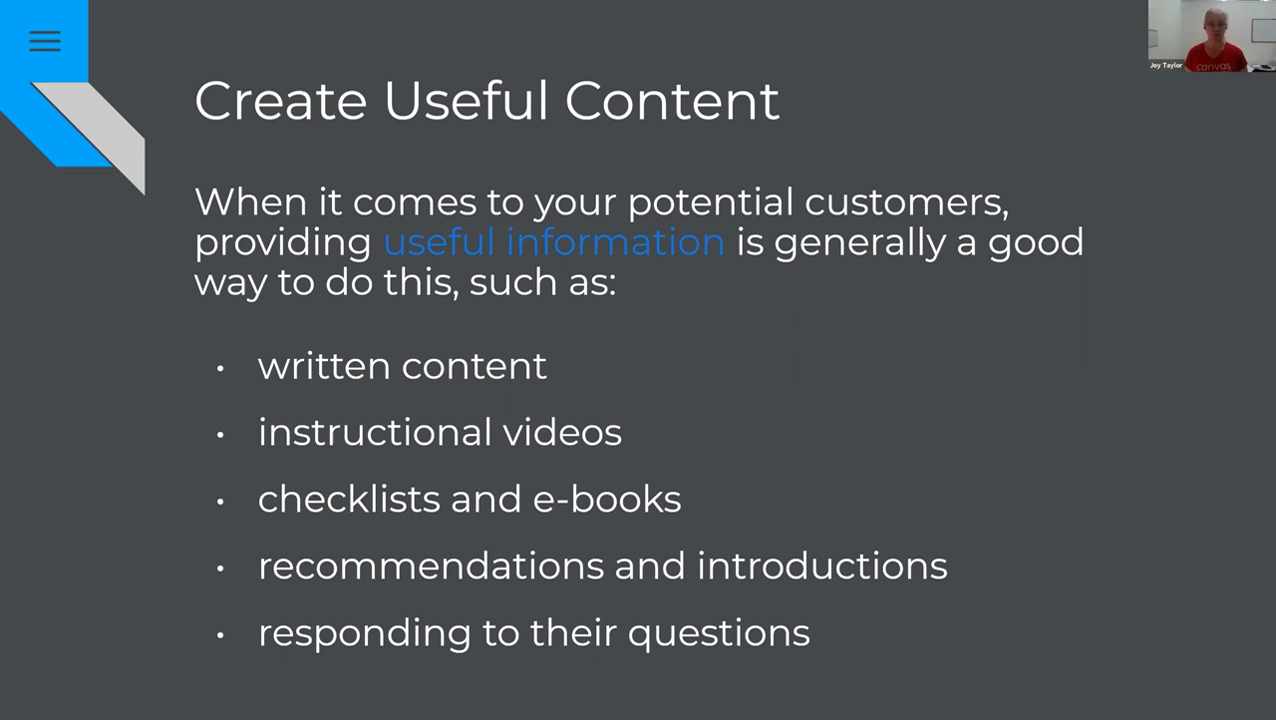 Create Useful Content
When it comes to your potential customers,
providing useful information is generally a good
way to do this, such as:
• written content
• instructional videos
• checklists and e-books
• recommendations and introductions
• responding to their questions
Joy Taylor
canvas